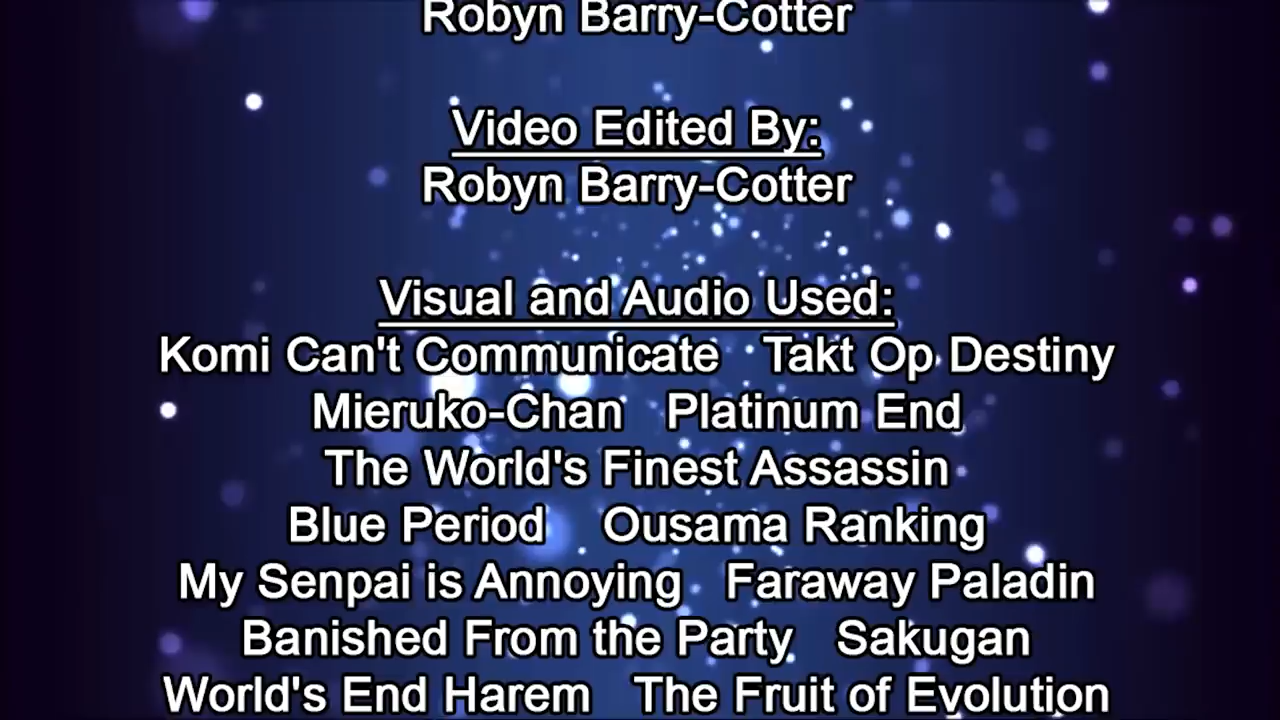 Robyn Barry-Cotter
Video Edited By:
Robyn Barry-Cotter
Visual and Audio Used:
Komi Can't Communicate Takt Op Destiny
Mieruko-Chan Platinum End
The World's Finest Assassin
Blue Period Ousama Ranking
My Senpai is Annoying Faraway Paladin
Banished From the Party Sakugan
World's End Harem The Fruit of Evolution